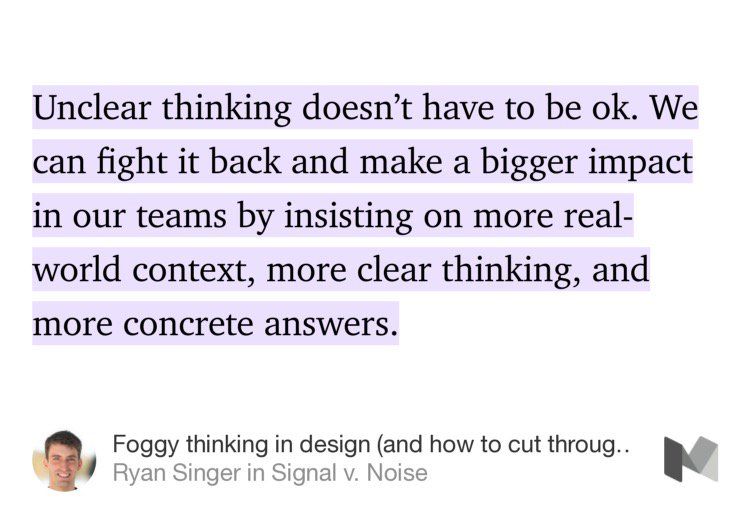 Unclear thinking doesn’t have to be ok. We
can fight it back and make a bigger impact
in our teams by insisting on more real-
world context, more clear thinking, and
more concrete answers.
Foggy thinking in design (and how to cut throug..
Ryan Singer in Signal v. Noise